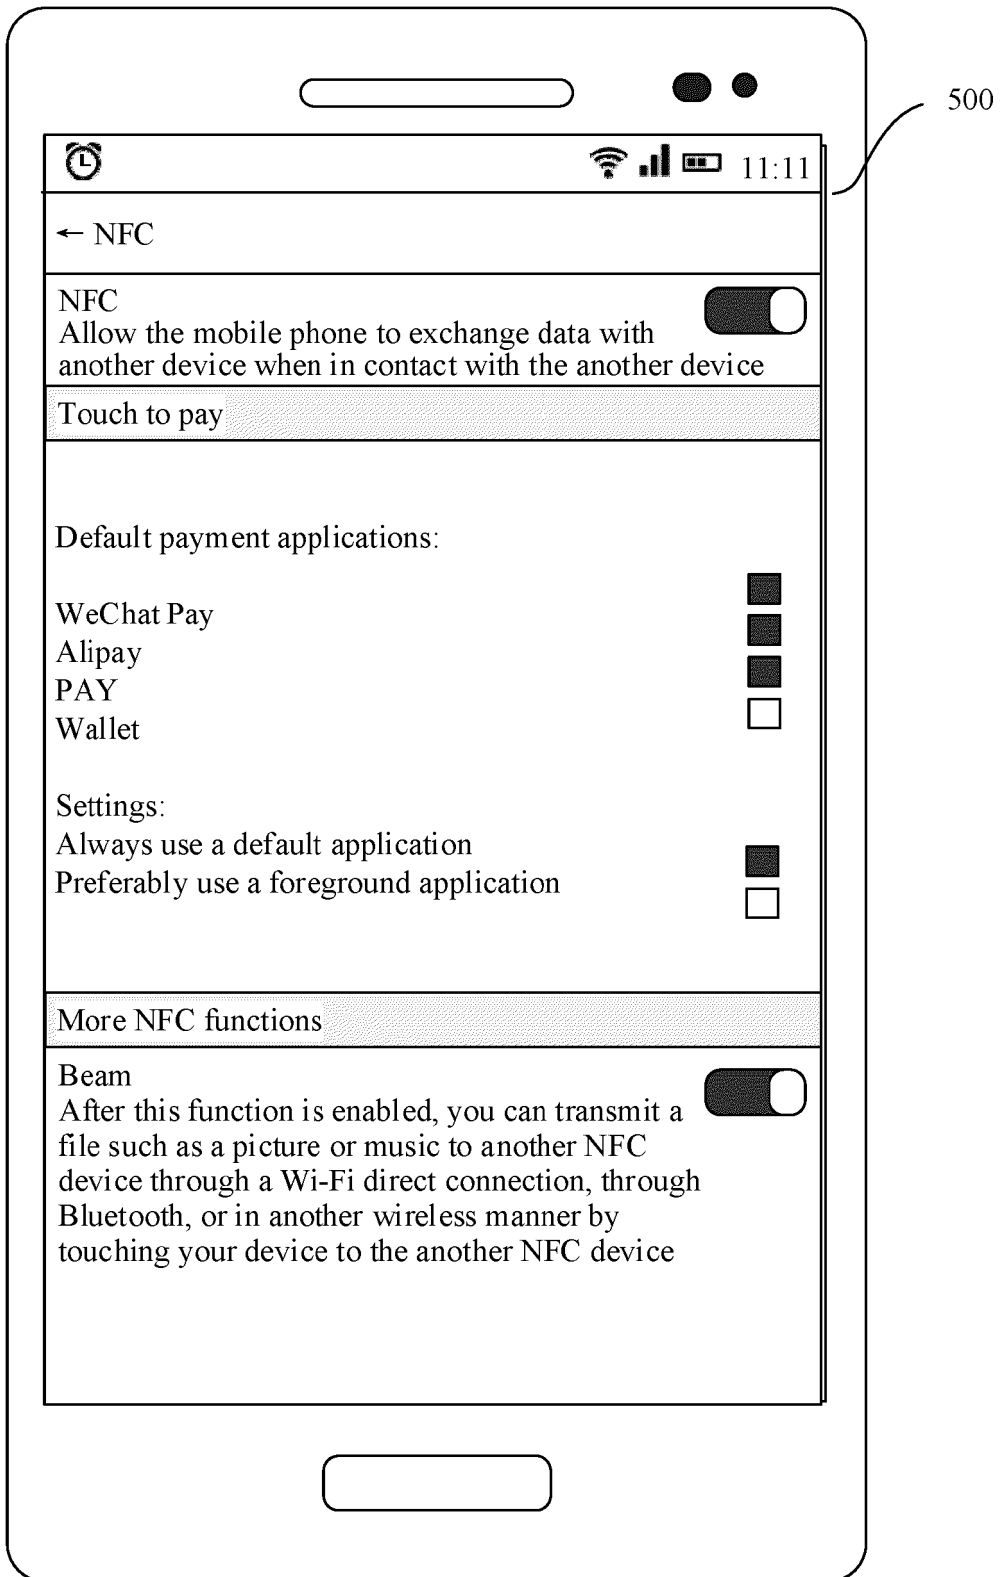 500
11:11
← NFC
NFC
Allow the mobile phone to exchange data with
another device when in contact with the another device
Touch to pay
Default payment applications:
WeChat Pay
Alipay
PAY
Wallet
Settings:
Always use a default application
Preferably use a foreground application
More NFC functions
Beam
After this function is enabled, you can transmit a
file such as a picture or music to another NFC
device through a Wi-Fi direct connection, through
Bluetooth, or in another wireless manner by
touching your device to the another NFC device